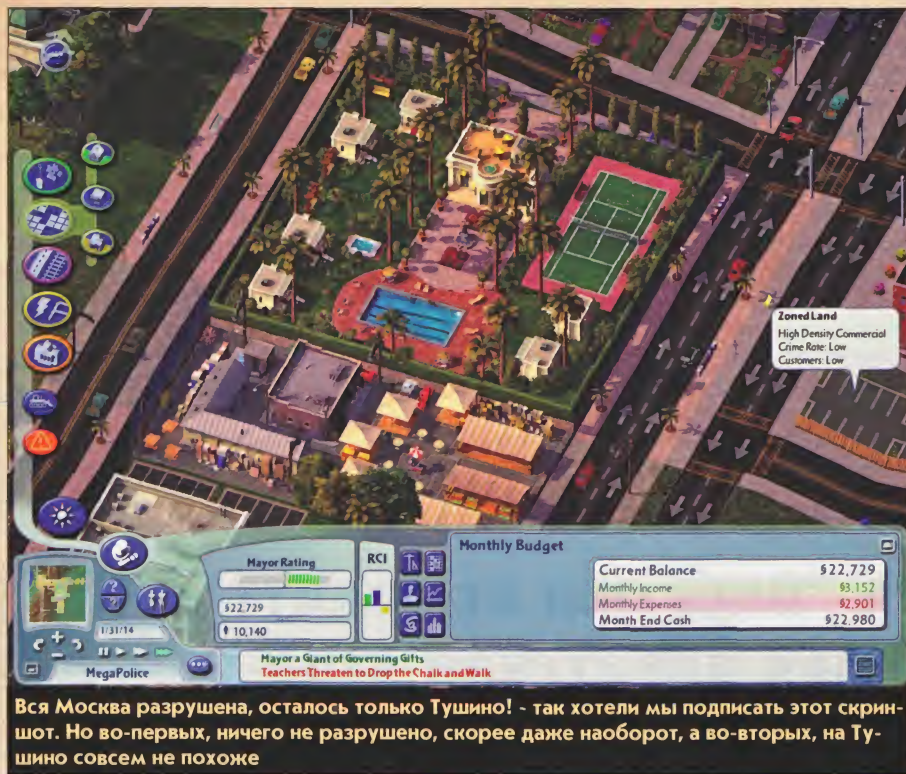 Zoned Land
High Density Commercial
Crime Rate: Low
Customers: Low
Mayor Rating
§22,729
10,140
RCI
Monthly Budget
Current Balance §22,729
Monthly Income §3,152
Monthly Expenses §2,901
Month End Cash §22,980
1/31/14
MegaPolice
Mayor a Giant of Governing Gifts
Teachers Threaten to Drop the Chalk and Walk
Вся Москва разрушена, осталось только Тушино! - так хотели мы подписать этот скрин-
шот. Но во-первых, ничего не разрушено, скорее даже наоборот, а во-вторых, на Ту-
шино совсем не похоже